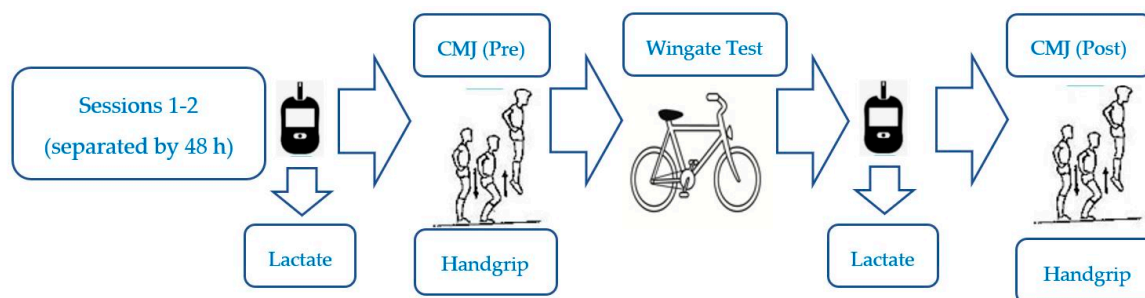 CMJ (Pre)
Wingate Test
CMJ (Post)
Sessions 1-2
(separated by 48 h)
Lactate
Handgrip
Lactate
Handgrip